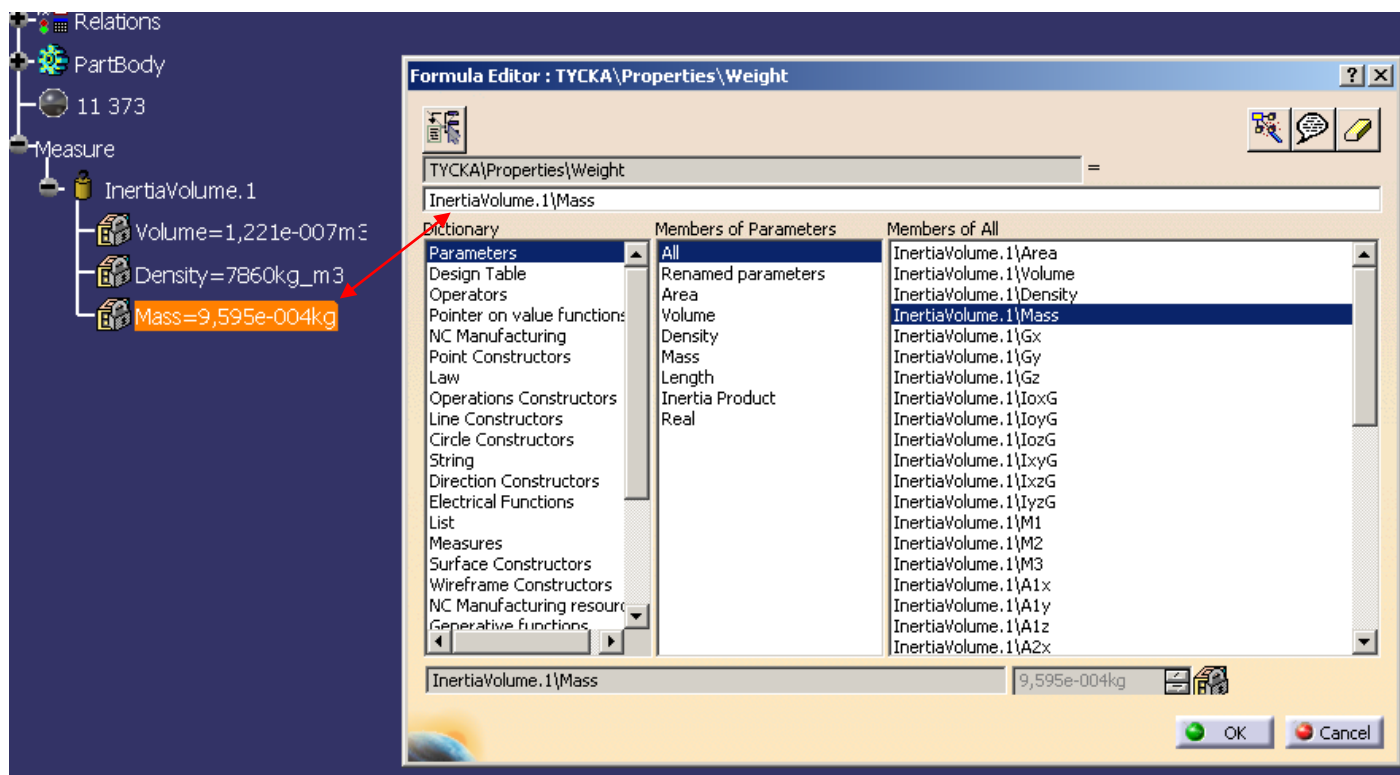 Relations
PartBody
11 373
Measure
InertiaVolume.1
Volume=1,221e-007m3
Density=7860kg_m3
Mass=9,595e-004kg
Formula Editor : TYCKA\Properties\Weight
TYCKA\Properties\Weight =
InertiaVolume.1\Mass
Dictionary Members of Parameters Members of All
Parameters All InertiaVolume.1\Area
Design Table Renamed parameters InertiaVolume.1\Volume
Operators Area InertiaVolume.1\Density
Pointer on value functions Volume InertiaVolume.1\Mass
NC Manufacturing Density InertiaVolume.1\Gx
Point Constructors Mass InertiaVolume.1\Gy
Law Length InertiaVolume.1\Gz
Operations Constructors Inertia Product InertiaVolume.1\IoxG
Line Constructors Real InertiaVolume.1\IoyG
Circle Constructors InertiaVolume.1\IozG
String InertiaVolume.1\IxyG
Direction Constructors InertiaVolume.1\IxzG
Electrical Functions InertiaVolume.1\IyzG
List InertiaVolume.1\M1
Measures InertiaVolume.1\M2
Surface Constructors InertiaVolume.1\M3
Wireframe Constructors InertiaVolume.1\A1x
NC Manufacturing resourc InertiaVolume.1\A1y
Generative functions InertiaVolume.1\A1z
InertiaVolume.1\A2x
InertiaVolume.1\Mass 9,595e-004kg
OK Cancel